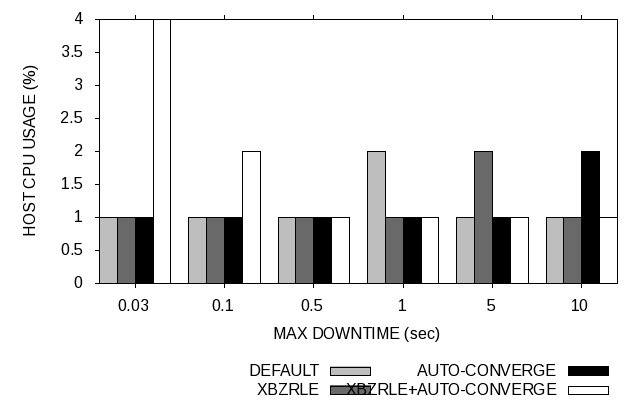 4
3.5
3
2.5
2
1.5
1
0.5
0
HOST CPU USAGE (%)
0.03 0.1 0.5 1 5 10
MAX DOWNTIME (sec)
DEFAULT AUTO-CONVERGE
XBZRLE XBZRLE+AUTO-CONVERGE